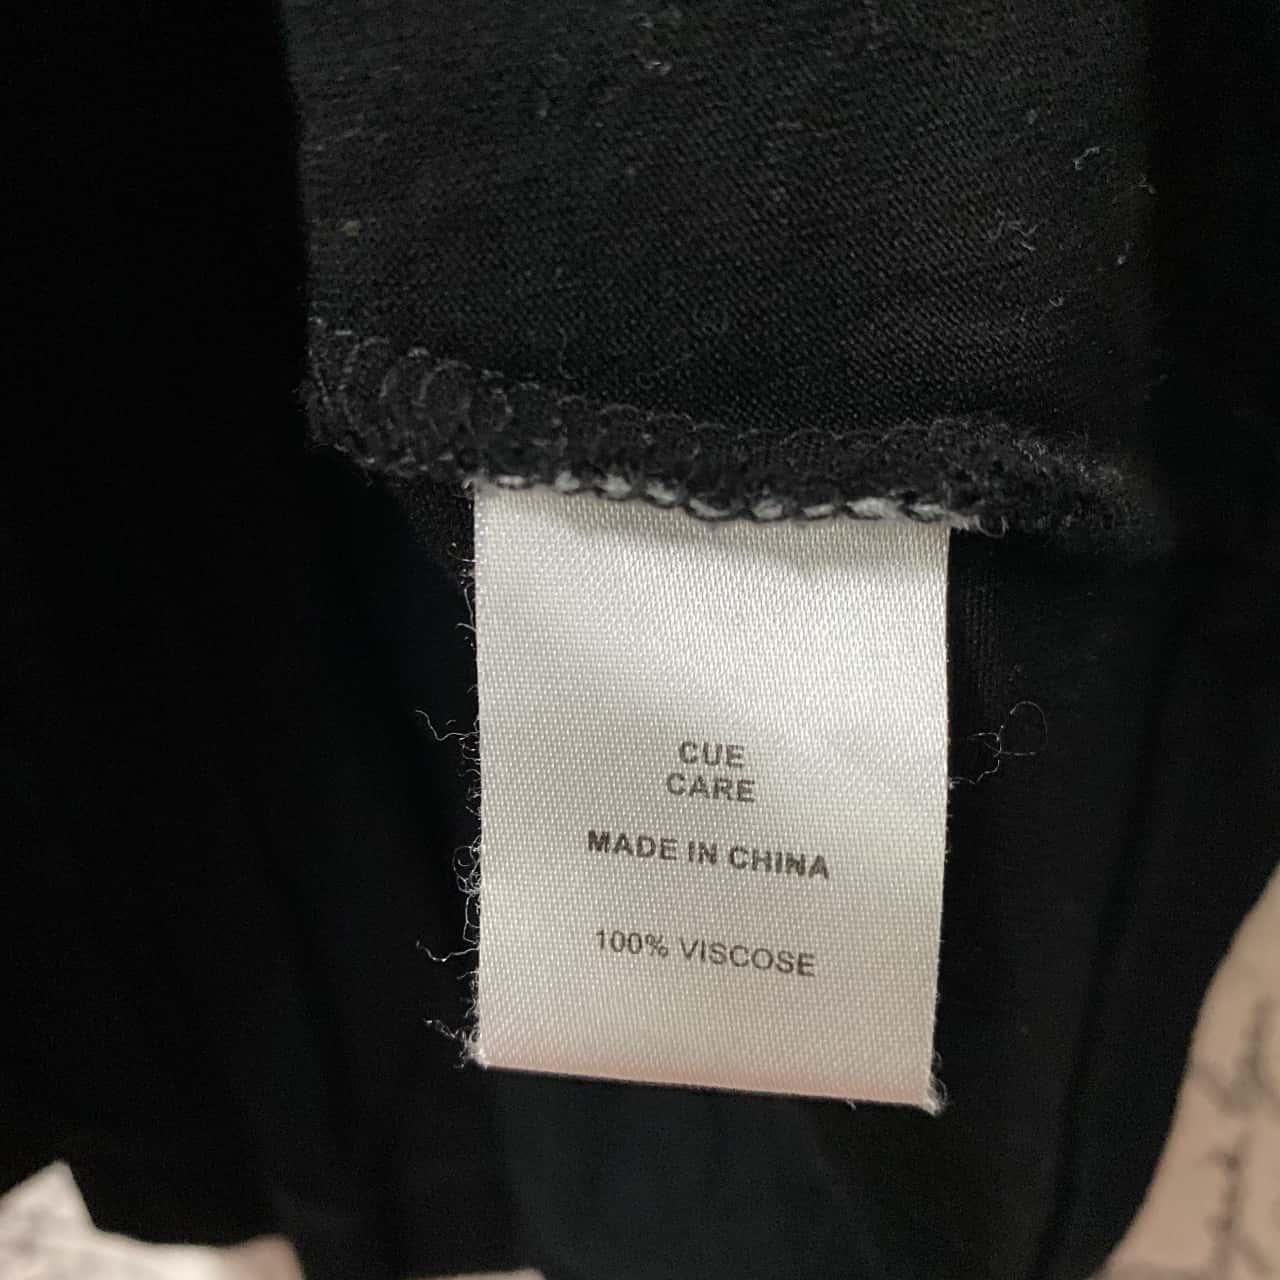 CUE
CARE
MADE IN CHINA
100% VISCOSE